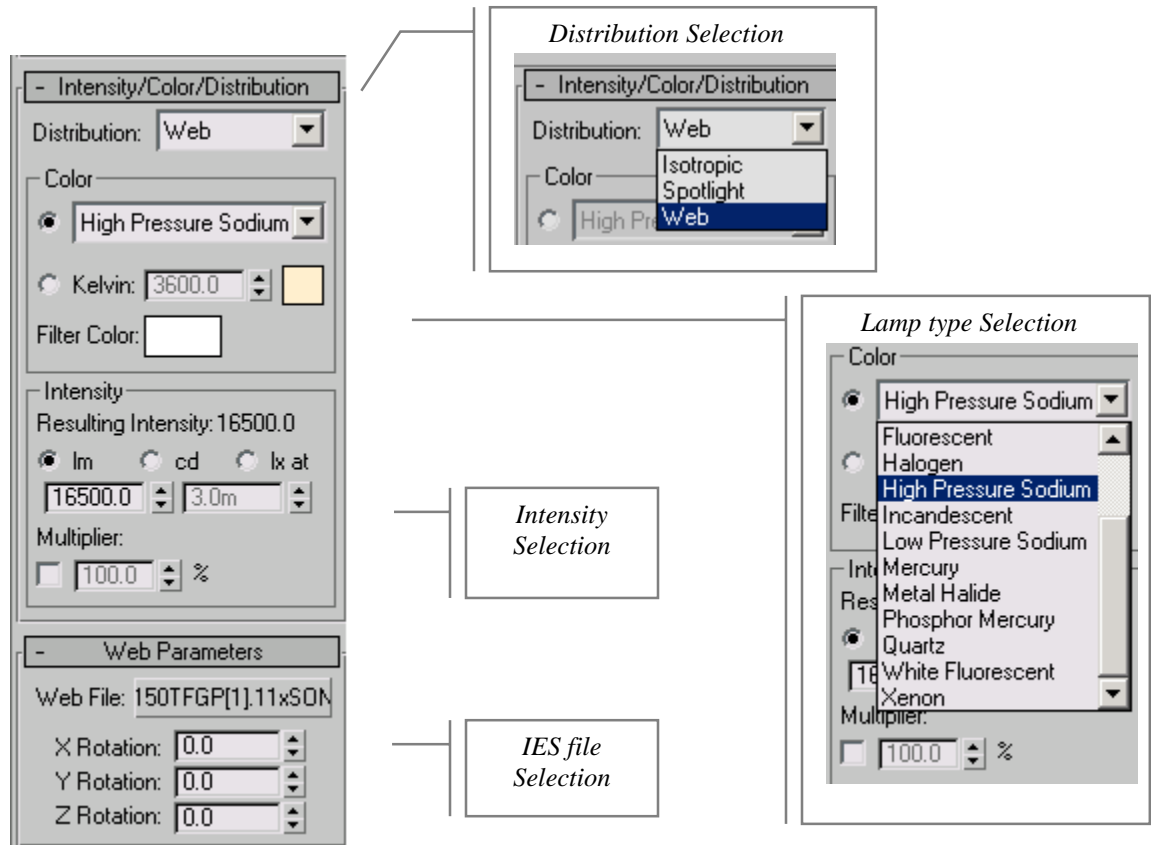 - Intensity/Color/Distribution
Distribution: Web
Color
High Pressure Sodium
Kelvin: 3600.0
Filter Color:
Intensity
Resulting Intensity: 16500.0
lm cd lx at
16500.0 3.0m
Multiplier:
100.0 %
- Web Parameters
Web File: 150TFGP[1].11xSON
X Rotation: 0.0
Y Rotation: 0.0
Z Rotation: 0.0
Distribution Selection
- Intensity/Color/Distribution
Distribution: Web
Isotropic
Color
Spotlight
High Pre
Web
Lamp type Selection
Color
High Pressure Sodium
Fluorescent
Halogen
High Pressure Sodium
Filte
Incandescent
Low Pressure Sodium
Int
Mercury
Res
Metal Halide
Phosphor Mercury
Quartz
16
White Fluorescent
Xenon
Multiplier:
100.0 %
Intensity
Selection
IES file
Selection